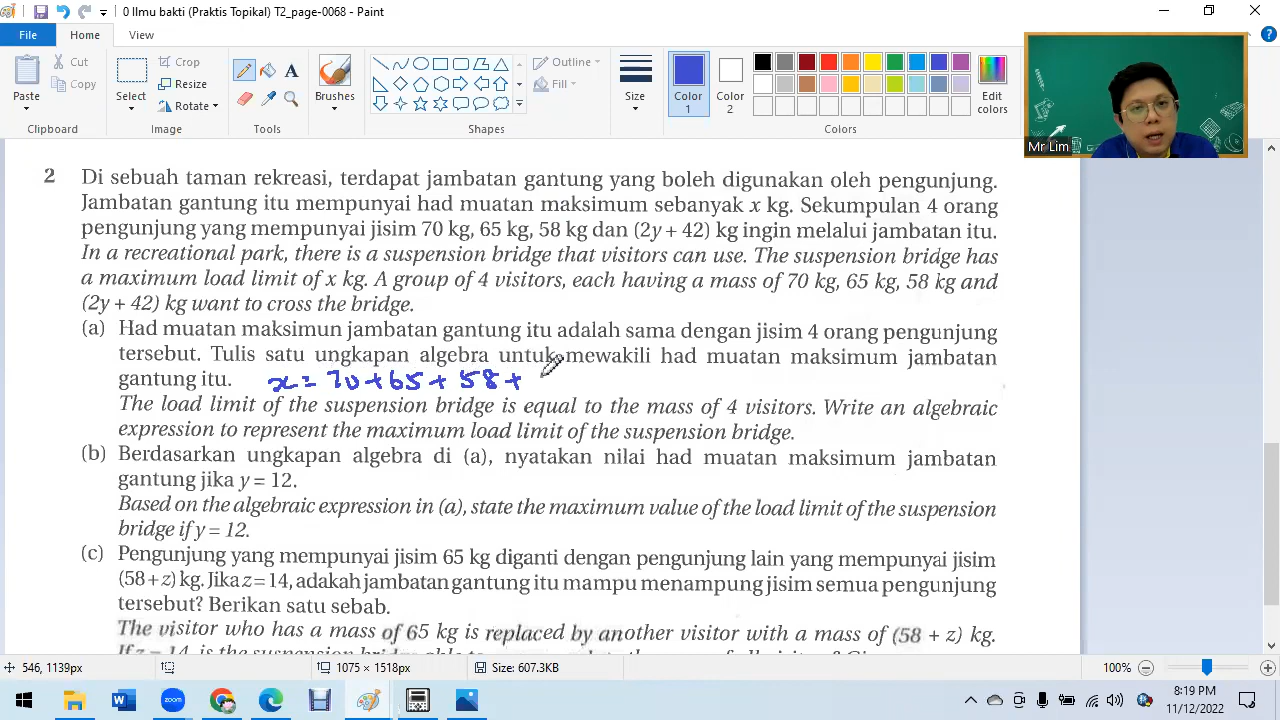 0 Ilmu bakti (Praktis Topikal) T2_page-0068 - Paint
File Home View
Paste Cut Copy
Clipboard
Select Crop Resize Rotate
Image
A
Tools
Brushes
Outline Fill
Shapes
Size
Color 1 Color 2
Edit colors
Colors
Mr Lim
2 Di sebuah taman rekreasi, terdapat jambatan gantung yang boleh digunakan oleh pengunjung.
Jambatan gantung itu mempunyai had muatan maksimum sebanyak x kg. Sekumpulan 4 orang
pengunjung yang mempunyai jisim 70 kg, 65 kg, 58 kg dan (2y + 42) kg ingin melalui jambatan itu.
In a recreational park, there is a suspension bridge that visitors can use. The suspension bridge has
a maximum load limit of x kg. A group of 4 visitors, each having a mass of 70 kg, 65 kg, 58 kg and
(2y + 42) kg want to cross the bridge.
(a) Had muatan maksimun jambatan gantung itu adalah sama dengan jisim 4 orang pengunjung
tersebut. Tulis satu ungkapan algebra untuk mewakili had muatan maksimum jambatan
gantung itu. x = 70 + 65 + 58 +
The load limit of the suspension bridge is equal to the mass of 4 visitors. Write an algebraic
expression to represent the maximum load limit of the suspension bridge.
(b) Berdasarkan ungkapan algebra di (a), nyatakan nilai had muatan maksimum jambatan
gantung jika y = 12.
Based on the algebraic expression in (a), state the maximum value of the load limit of the suspension
bridge if y = 12.
(c) Pengunjung yang mempunyai jisim 65 kg diganti dengan pengunjung lain yang mempunyai jisim
(58 + z) kg. Jika z = 14, adakah jambatan gantung itu mampu menampung jisim semua pengunjung
tersebut? Berikan satu sebab.
The visitor who has a mass of 65 kg is replaced by another visitor with a mass of (58 + z) kg.
If z = 14, is the suspension bridge able to
546, 1139px 1075 × 1518px Size: 607.3KB 100%
W zoom
8:19 PM
11/12/2022